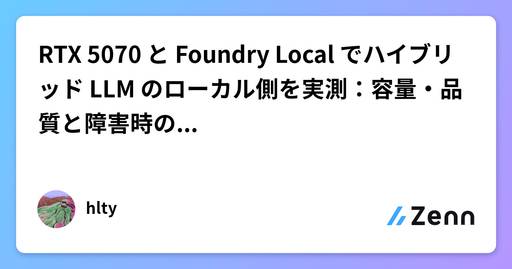 RTX 5070 と Foundry Local でハイブリ
ッド LLM のローカル側を実測：容量・品
質と障害時の...
hlty
Zenn